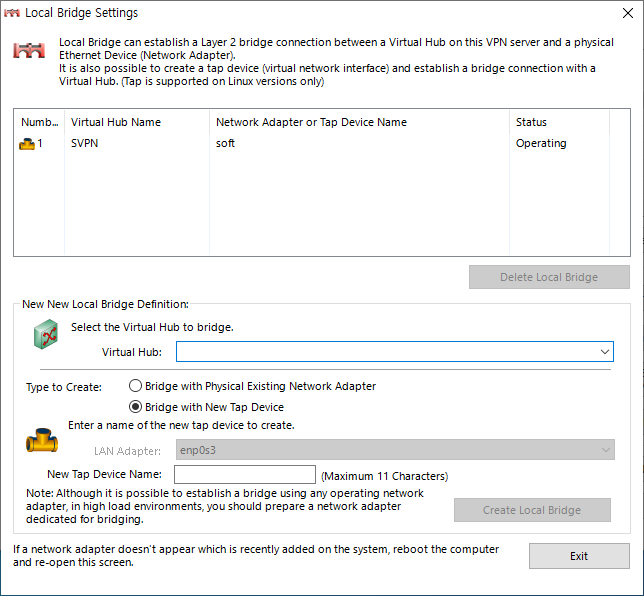 Local Bridge Settings
Local Bridge can establish a Layer 2 bridge connection between a Virtual Hub on this VPN server and a physical
Ethernet Device (Network Adapter).
It is also possible to create a tap device (virtual network interface) and establish a bridge connection with a
Virtual Hub. (Tap is supported on Linux versions only)
Numb... Virtual Hub Name Network Adapter or Tap Device Name Status
1 SVPN soft Operating
Delete Local Bridge
New New Local Bridge Definition:
Select the Virtual Hub to bridge.
Virtual Hub:
Type to Create: Bridge with Physical Existing Network Adapter
Bridge with New Tap Device
Enter a name of the new tap device to create.
LAN Adapter: enp0s3
New Tap Device Name: (Maximum 11 Characters)
Note: Although it is possible to establish a bridge using any operating network
adapter, in high load environments, you should prepare a network adapter
dedicated for bridging.
Create Local Bridge
If a network adapter doesn't appear which is recently added on the system, reboot the computer
and re-open this screen.
Exit